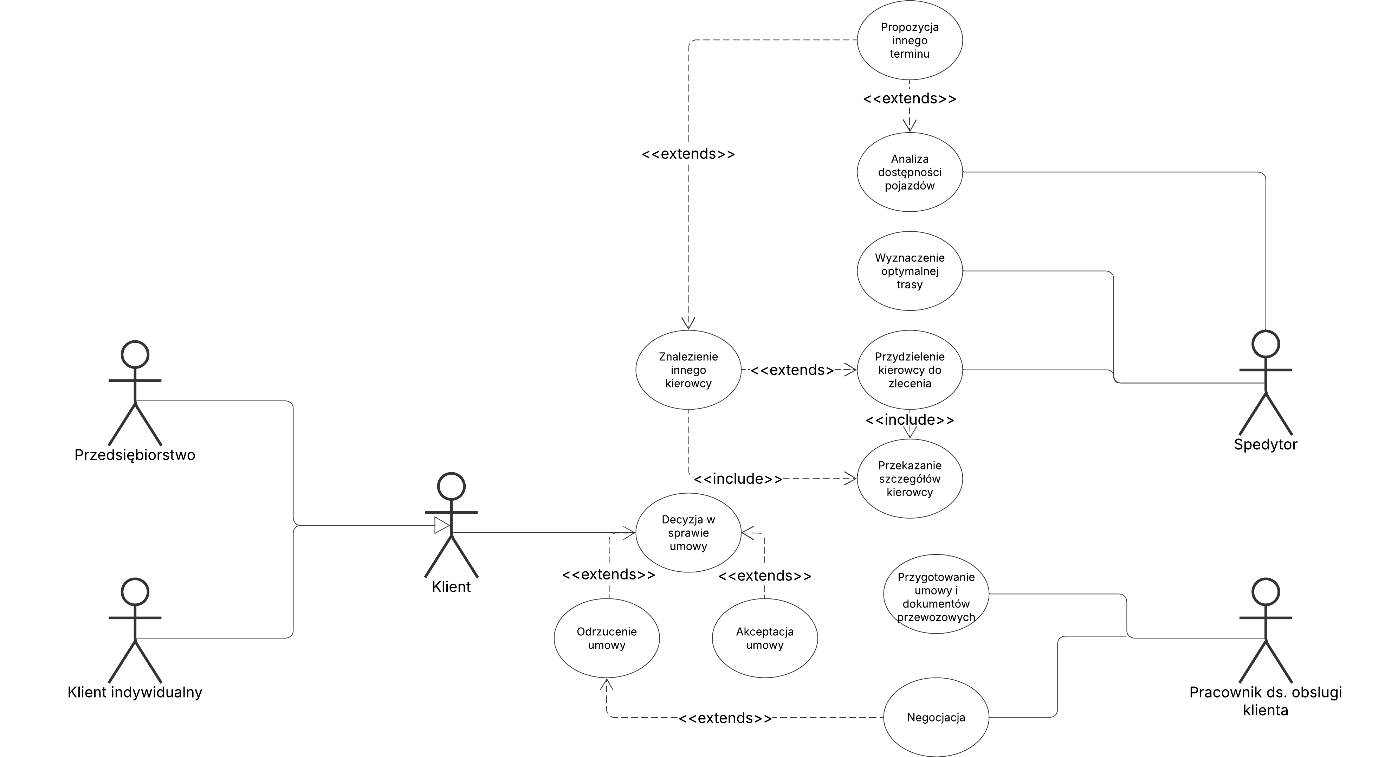 Propozycja
innego
terminu
<<extends>>
<<extends>>
Analiza
dostępności
pojazdów
Wyznaczenie
optymalnej
trasy
Znalezienie
innego
kierowcy
<<extends>>
Przydzielenie
kierowcy do
zlecenia
<<include>>
Spedytor
Przedsiębiorstwo
<<include>>
Przekazanie
szczegółów
kierowcy
Decyzja w
sprawie
umowy
Klient
<<extends>>
<<extends>>
Przygotowanie
umowy i
dokumentów
przewozowych
Odrzucenie
umowy
Akceptacja
umowy
Klient indywidualny
Pracownik ds. obslugi
klienta
<<extends>>
Negocjacja